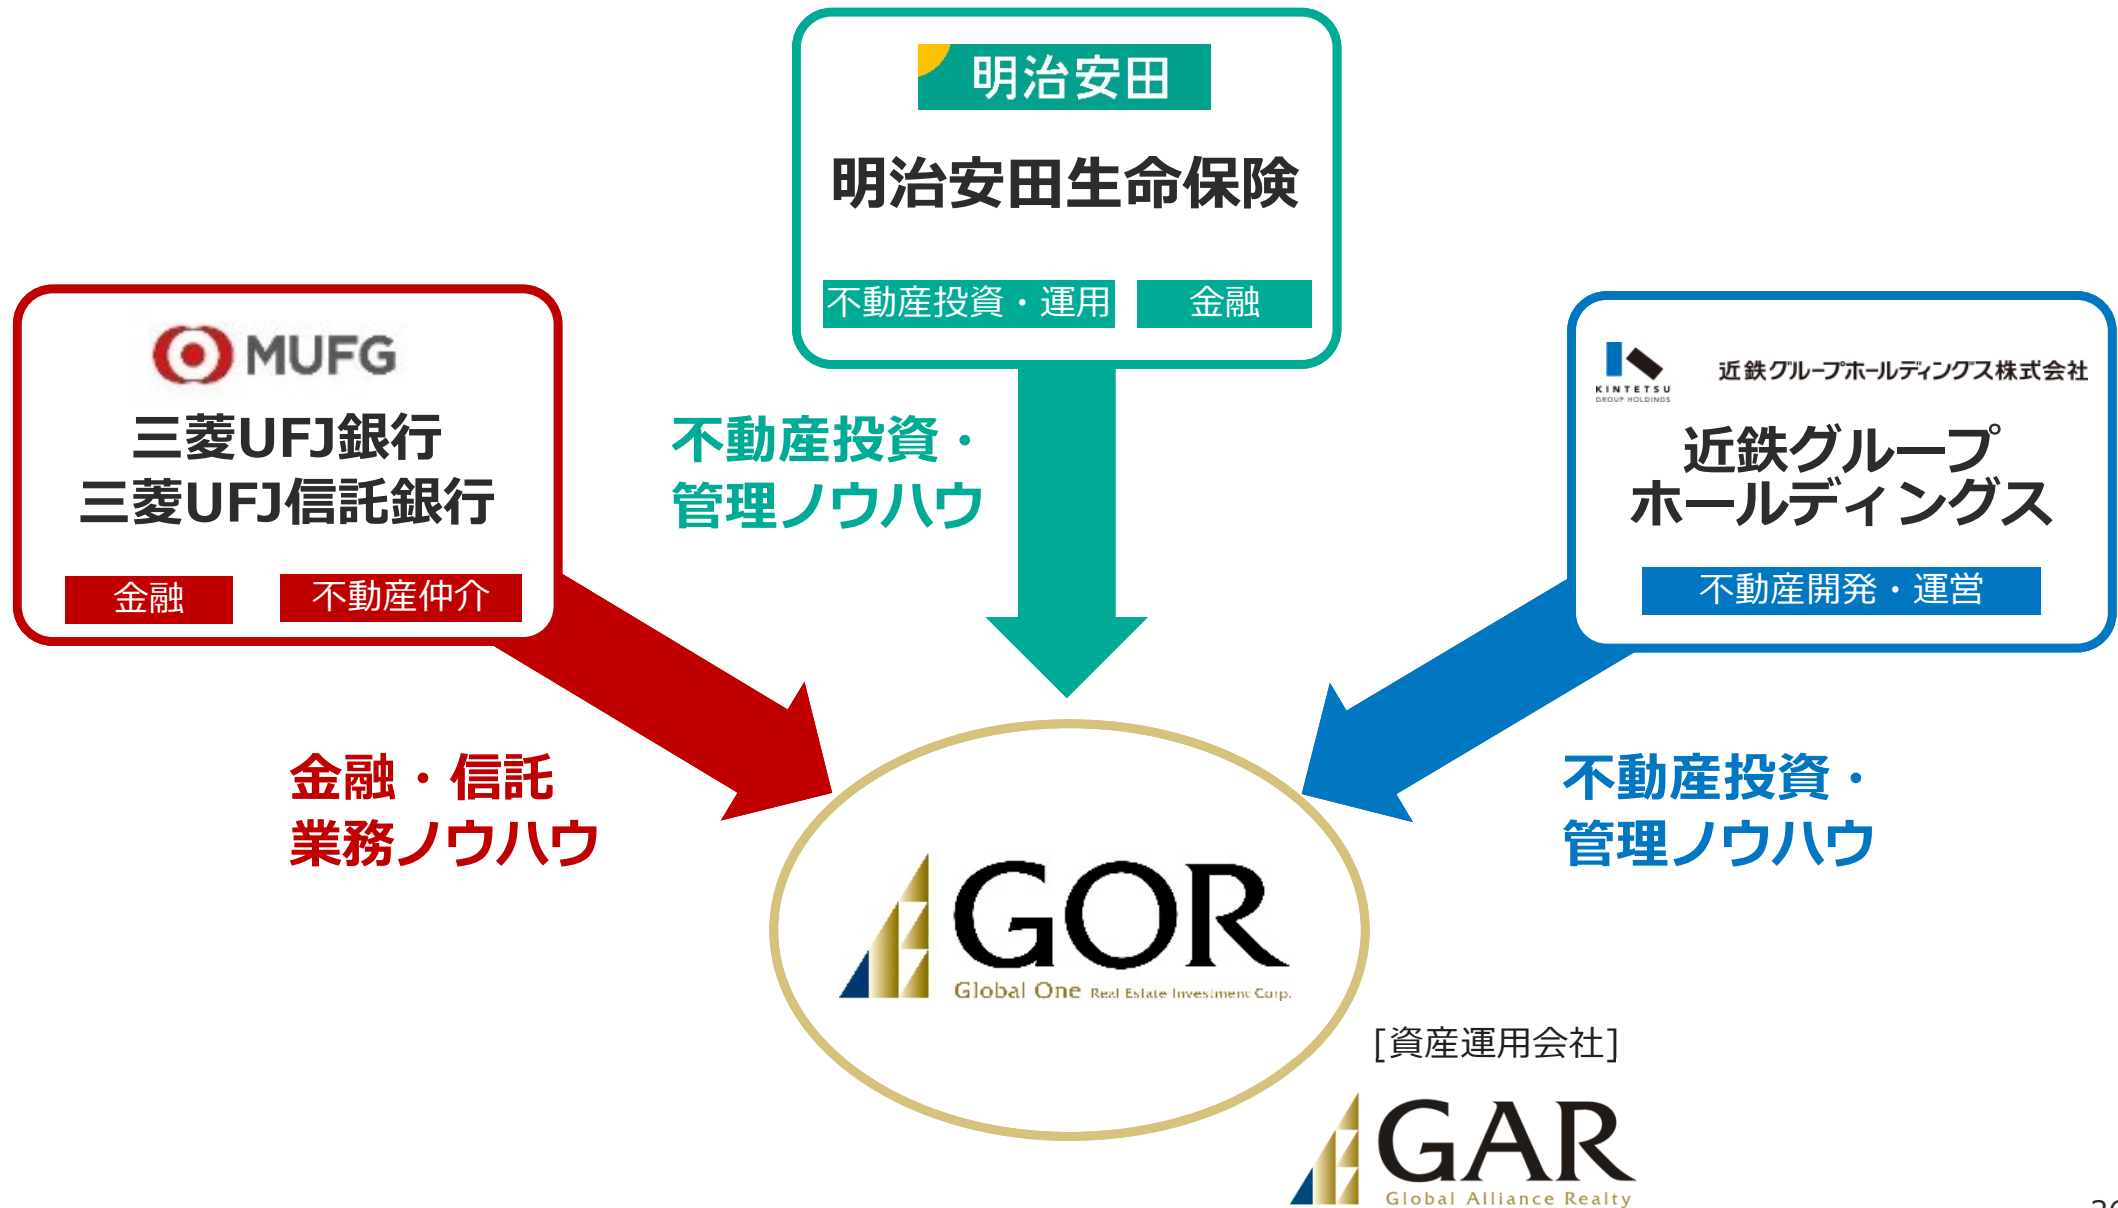 明治安田
明治安田生命保険
不動産投資・運用
金融
MUFG
三菱UFJ銀行
三菱UFJ信託銀行
金融
不動産仲介
KINTETSU
GROUP HOLDINGS
近鉄グループホールディングス株式会社
近鉄グループ
ホールディングス
不動産開発・運営
不動産投資・
管理ノウハウ
金融・信託
業務ノウハウ
不動産投資・
管理ノウハウ
GOR
Global One Real Estate Investment Corp.
[資産運用会社]
GAR
Global Alliance Realty